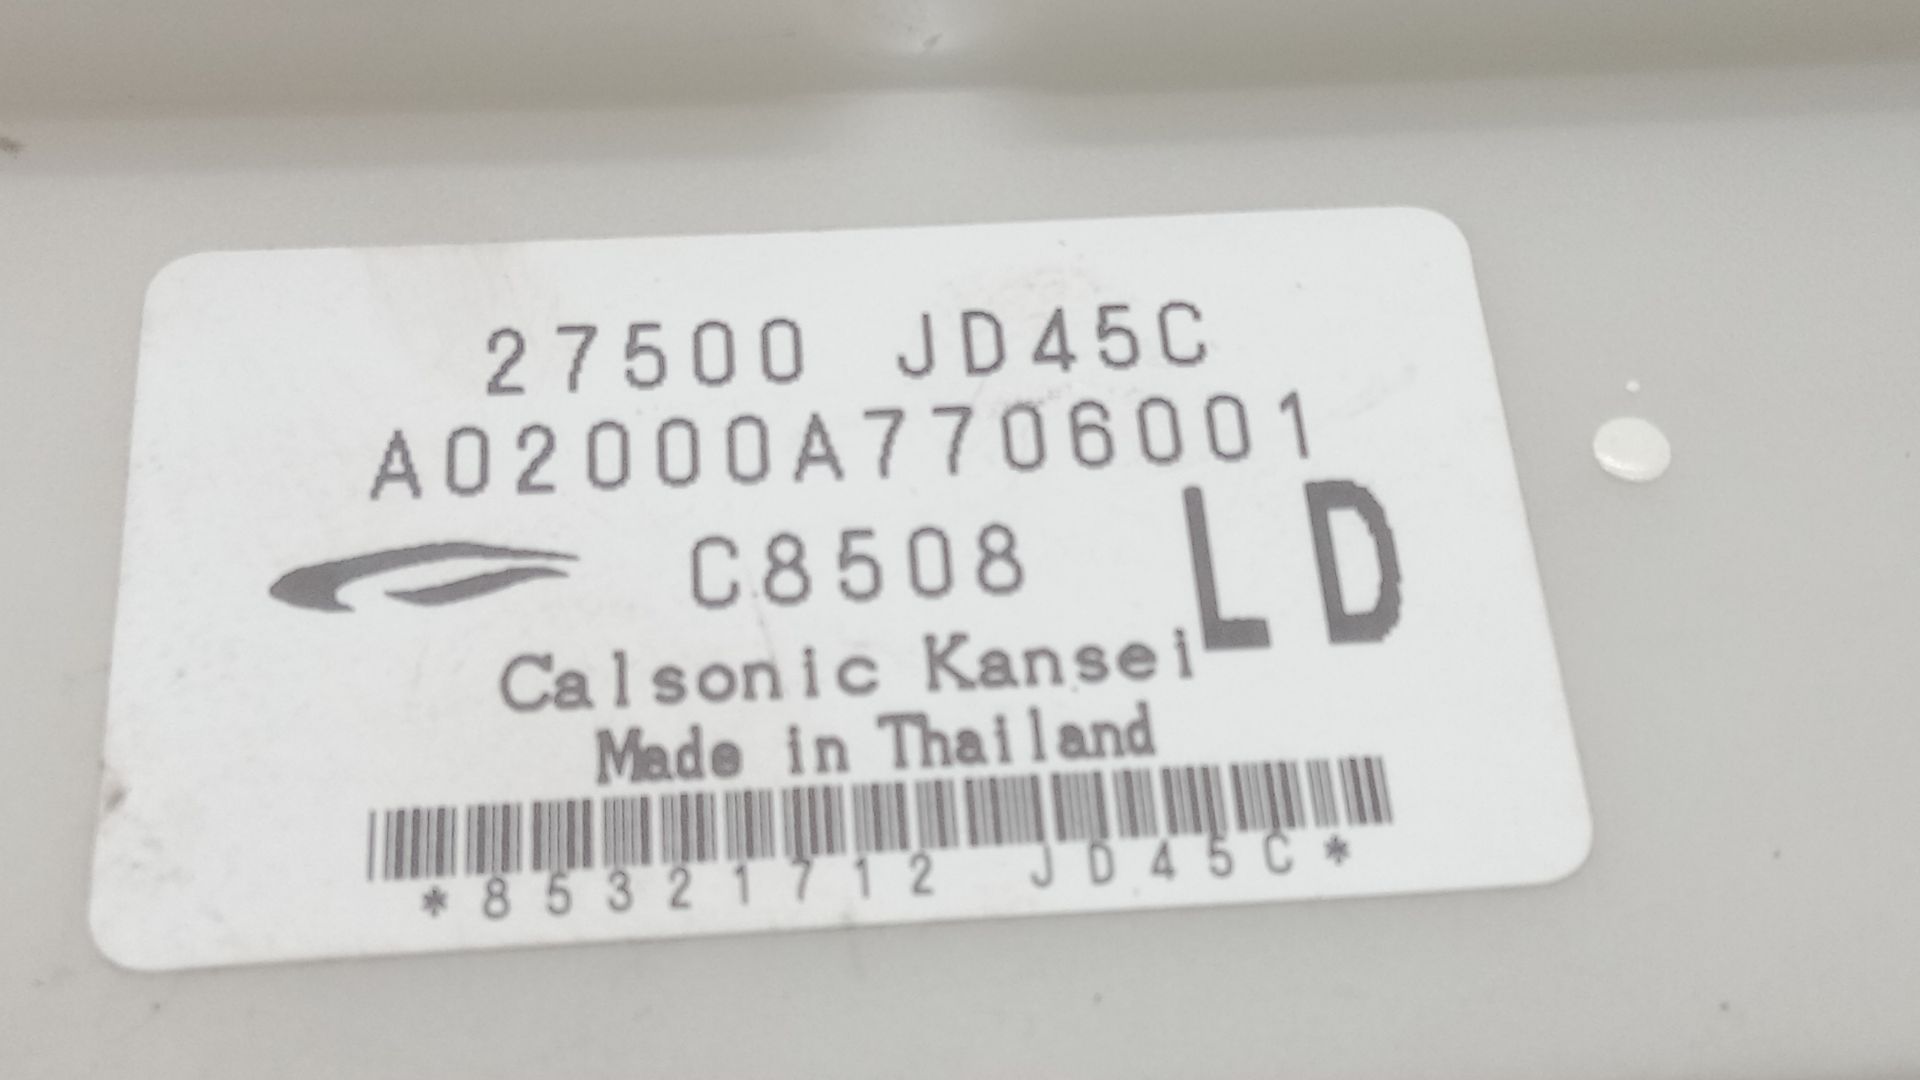 27500 JD45C
A02000A7706001
C8508 LD
Calsonic Kansei
Made in Thailand
*85321712 JD45C*